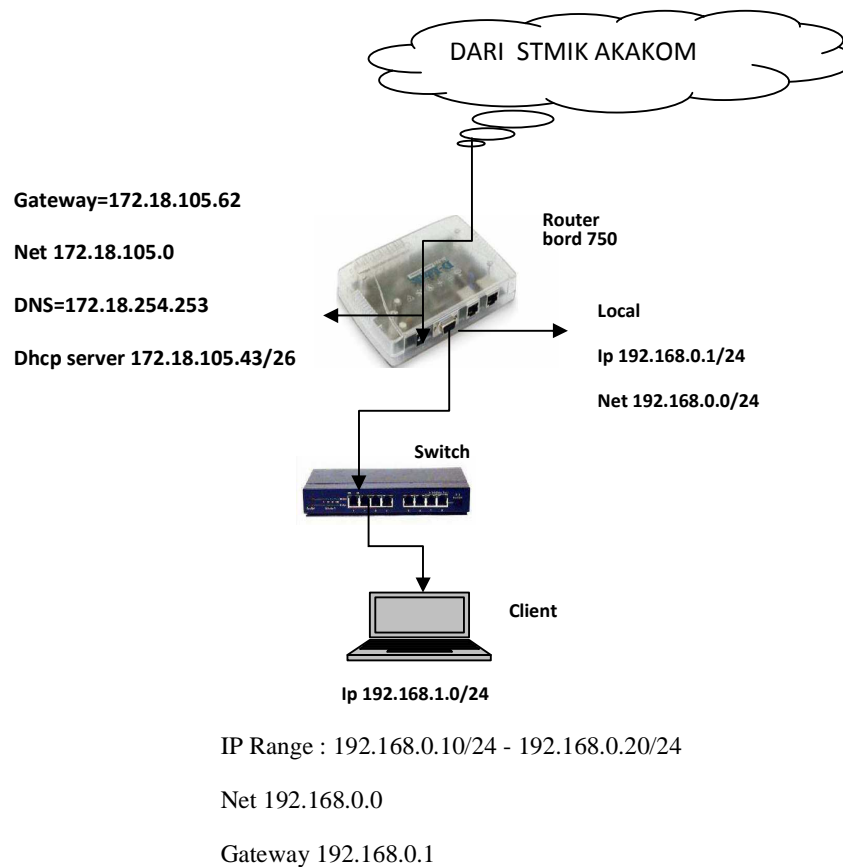 DARI STMIK AKAKOM
Gateway=172.18.105.62
Net 172.18.105.0
DNS=172.18.254.253
Dhcp server 172.18.105.43/26
Router
bord 750
D-Link
Local
Ip 192.168.0.1/24
Net 192.168.0.0/24
Switch
Client
Ip 192.168.1.0/24
IP Range : 192.168.0.10/24 - 192.168.0.20/24
Net 192.168.0.0
Gateway 192.168.0.1